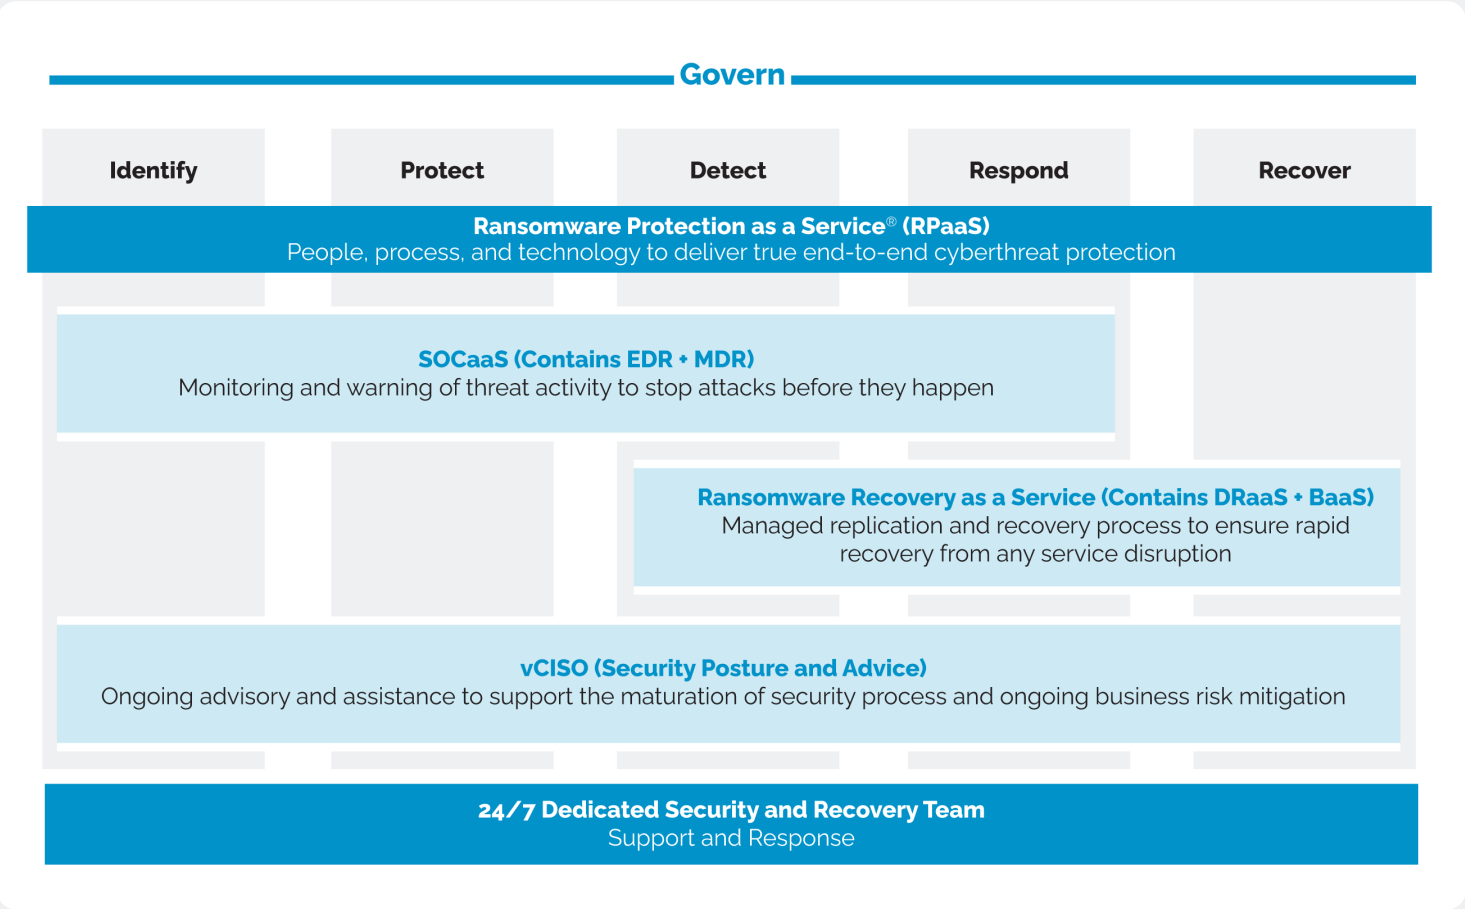 Govern
Identify
Protect
Detect
Respond
Recover
Ransomware Protection as a Service® (RPaaS)
People, process, and technology to deliver true end-to-end cyberthreat protection
SOCaaS (Contains EDR + MDR)
Monitoring and warning of threat activity to stop attacks before they happen
Ransomware Recovery as a Service (Contains DRaaS + BaaS)
Managed replication and recovery process to ensure rapid
recovery from any service disruption
vCISO (Security Posture and Advice)
Ongoing advisory and assistance to support the maturation of security process and ongoing business risk mitigation
24/7 Dedicated Security and Recovery Team
Support and Response